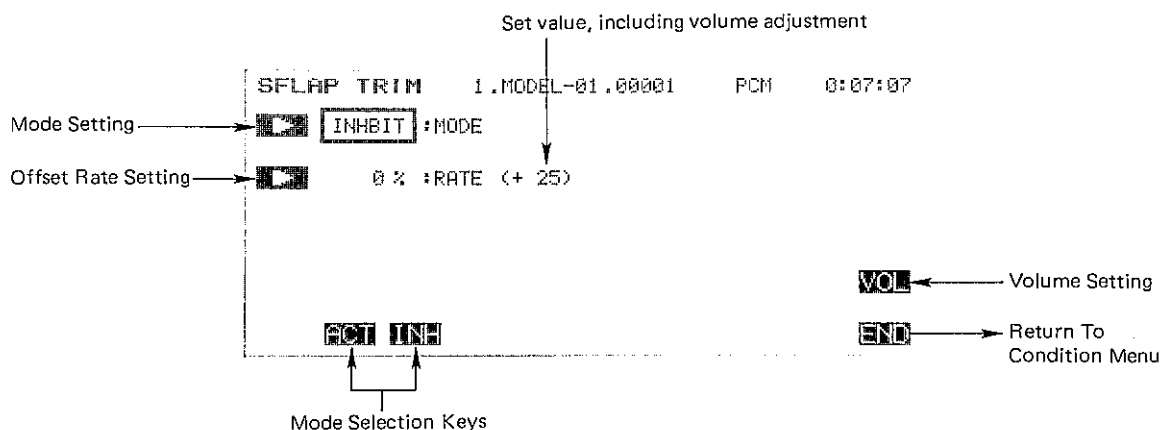 Set value, including volume adjustment
SFLAP TRIM 1.MODEL-01.00001 PCM 0:07:07
Mode Setting INHBIT :MODE
Offset Rate Setting 0 % :RATE (+ 25)
VOL Volume Setting
ACT INH END Return To
Condition Menu
Mode Selection Keys